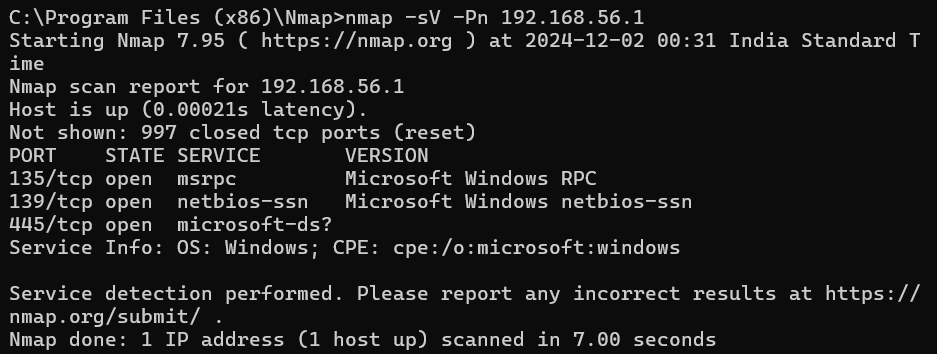 C:\Program Files (x86)\Nmap>nmap -sV -Pn 192.168.56.1
Starting Nmap 7.95 ( https://nmap.org ) at 2024-12-02 00:31 India Standard T
ime
Nmap scan report for 192.168.56.1
Host is up (0.00021s latency).
Not shown: 997 closed tcp ports (reset)
PORT    STATE SERVICE       VERSION
135/tcp open  msrpc         Microsoft Windows RPC
139/tcp open  netbios-ssn   Microsoft Windows netbios-ssn
445/tcp open  microsoft-ds?
Service Info: OS: Windows; CPE: cpe:/o:microsoft:windows

Service detection performed. Please report any incorrect results at https://
nmap.org/submit/ .
Nmap done: 1 IP address (1 host up) scanned in 7.00 seconds